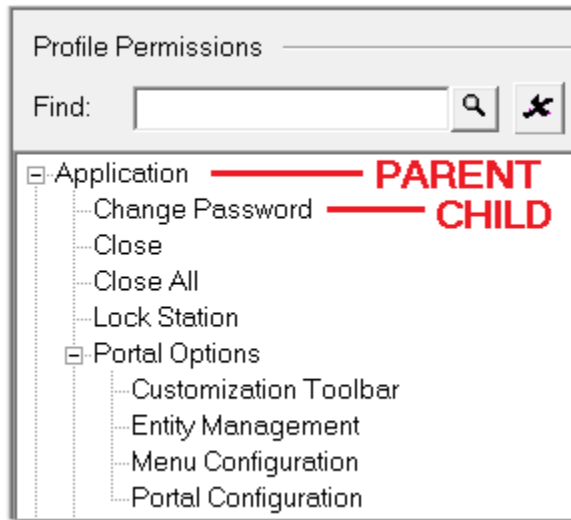 Profile Permissions
Find:
Application PARENT
Change Password CHILD
Close
Close All
Lock Station
Portal Options
Customization Toolbar
Entity Management
Menu Configuration
Portal Configuration